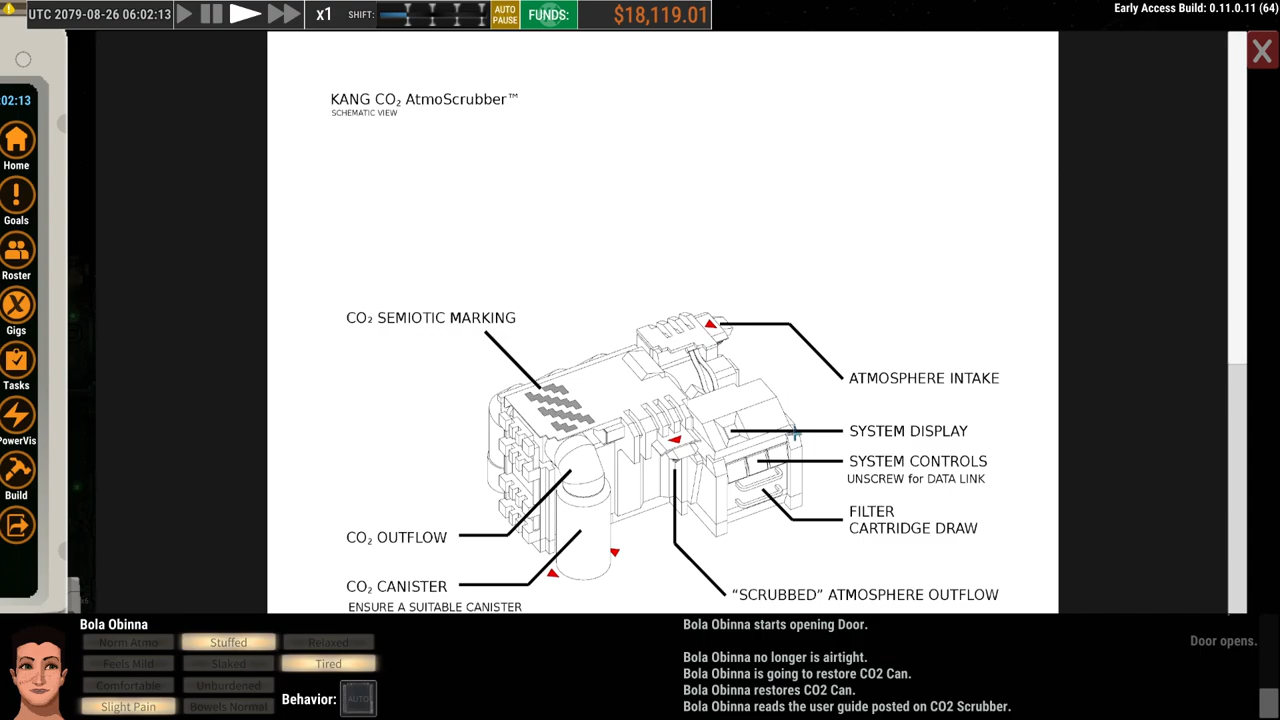 UTC 2079-08-26 06:02:13
x1
SHIFT:
AUTO
PAUSE
FUNDS:
$18,119.01
Early Access Build: 0.11.0.11 (64)
:02:13
Home
Goals
Roster
Gigs
Tasks
PowerVis
Build
KANG CO₂ AtmoScrubber™
SCHEMATIC VIEW
CO₂ SEMIOTIC MARKING
ATMOSPHERE INTAKE
SYSTEM DISPLAY
SYSTEM CONTROLS
UNSCREW for DATA LINK
FILTER
CARTRIDGE DRAW
CO₂ OUTFLOW
CO₂ CANISTER
ENSURE A SUITABLE CANISTER
"SCRUBBED" ATMOSPHERE OUTFLOW
Bola Obinna
Norm Atmo
Stuffed
Relaxed
Feels Mild
Slaked
Tired
Comfortable
Unburdened
Slight Pain
Bowels Normal
Behavior:
AUTO
Bola Obinna starts opening Door.
Door opens.
Bola Obinna no longer is airtight.
Bola Obinna is going to restore CO2 Can.
Bola Obinna restores CO2 Can.
Bola Obinna reads the user guide posted on CO2 Scrubber.